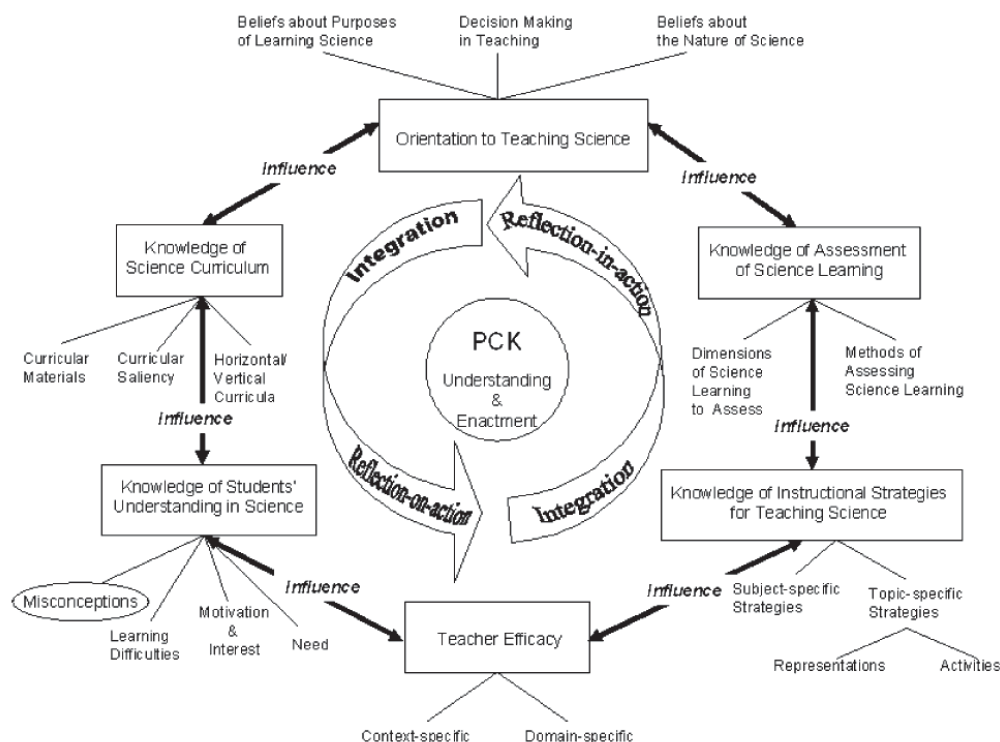 Beliefs about Purposes
of Learning Science
Decision Making
in Teaching
Beliefs about
the Nature of Science
Orientation to Teaching Science
influence
influence
Integration
Reflection-in-action
Knowledge of
Science Curriculum
Knowledge of Assessment
of Science Learning
Curricular
Materials
Curricular
Saliency
Horizontal/
Vertical
Curricula
PCK
Understanding
&
Enactment
Dimensions
of Science
Learning
to Assess
Methods of
Assessing
Science Learning
influence
influence
Reflection-on-action
Integration
Knowledge of Students'
Understanding in Science
Knowledge of Instructional Strategies
for Teaching Science
influence
influence
Misconceptions
Learning
Difficulties
Motivation
&
Interest
Need
Teacher Efficacy
Subject-specific
Strategies
Topic-specific
Strategies
Representations
Activities
Context-specific
Domain-specific